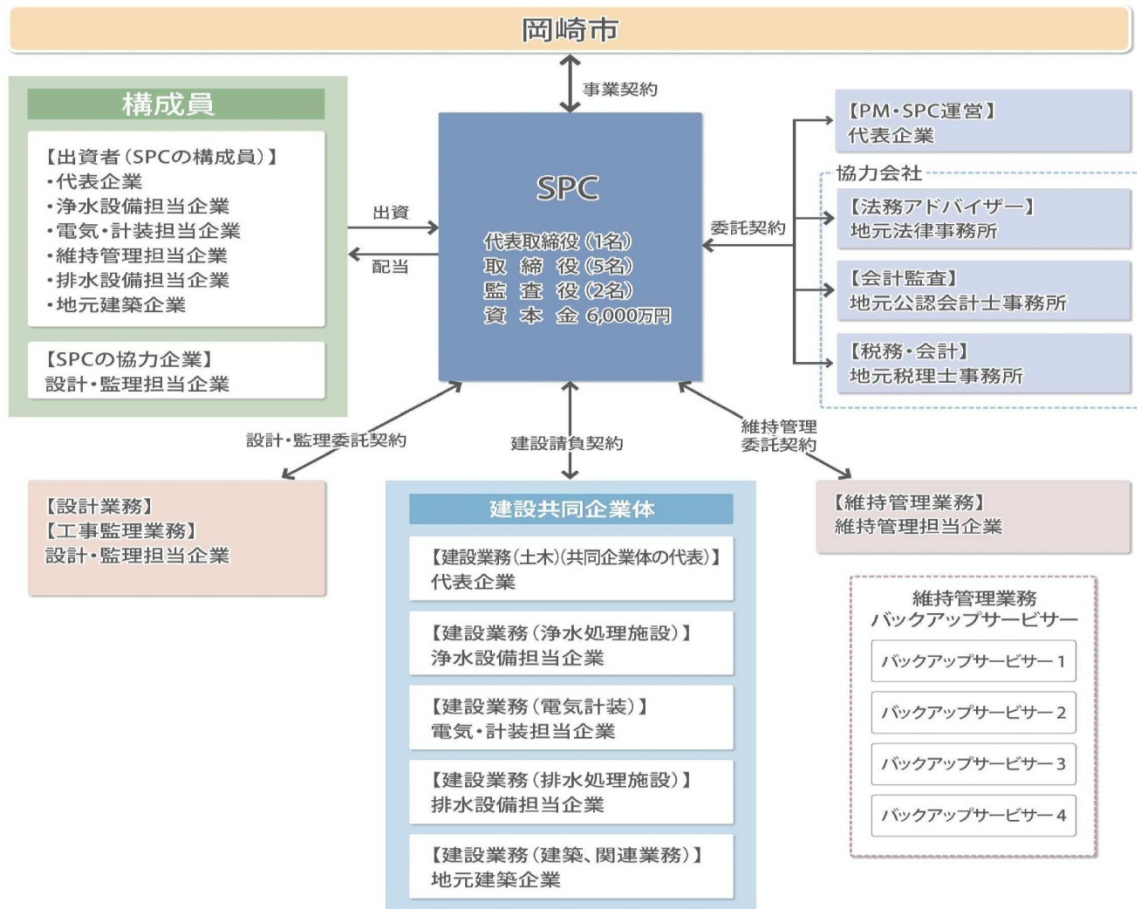 岡崎市
事業契約
構成員
【出資者(SPCの構成員)】
・代表企業
・浄水設備担当企業
・電気・計装担当企業
・維持管理担当企業
・排水設備担当企業
・地元建築企業
【SPCの協力企業】
設計・監理担当企業
出資
配当
SPC
代表取締役(1名)
取締役(5名)
監査役(2名)
資本金 6,000万円
委託契約
【PM・SPC運営】
代表企業
協力会社
【法務アドバイザー】
地元法律事務所
【会計監査】
地元公認会計士事務所
【税務・会計】
地元税理士事務所
設計・監理委託契約
建設請負契約
維持管理
委託契約
【設計業務】
【工事監理業務】
設計・監理担当企業
建設共同企業体
【建設業務(土木)(共同企業体の代表)】
代表企業
【建設業務(浄水処理施設)】
浄水設備担当企業
【建設業務(電気計装)】
電気・計装担当企業
【建設業務(排水処理施設)】
排水設備担当企業
【建設業務(建築、関連業務)】
地元建築企業
【維持管理業務】
維持管理担当企業
維持管理業務
バックアップサービサー
バックアップサービサー1
バックアップサービサー2
バックアップサービサー3
バックアップサービサー4